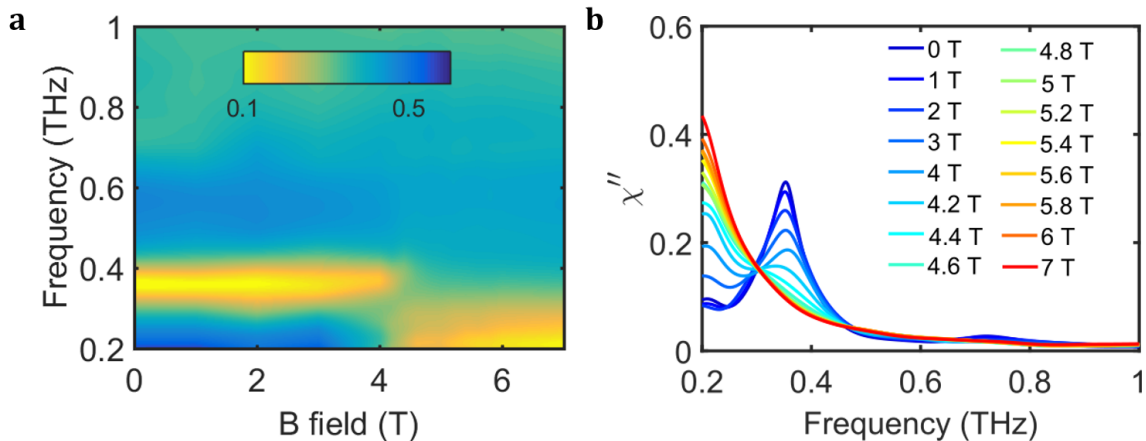 a
1
0.8
0.6
0.4
0.2
Frequency (THz)
0.1
0.5
0
2
4
6
B field (T)
b
0.6
0.4
0.2
0
χ″
0 T
1 T
2 T
3 T
4 T
4.2 T
4.4 T
4.6 T
4.8 T
5 T
5.2 T
5.4 T
5.6 T
5.8 T
6 T
7 T
0.2
0.4
0.6
0.8
1
Frequency (THz)